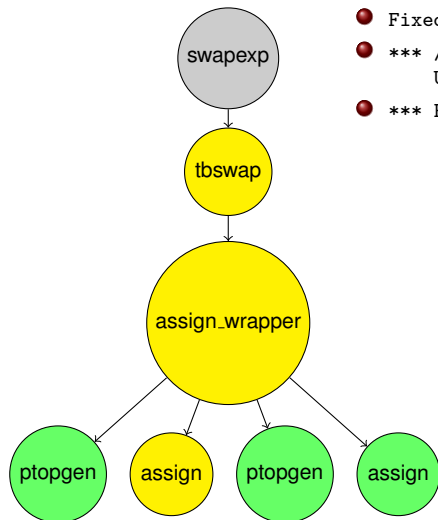 Fixed
swapexp
***
U
***
tbswap
assign_wrapper
ptopgen assign ptopgen assign